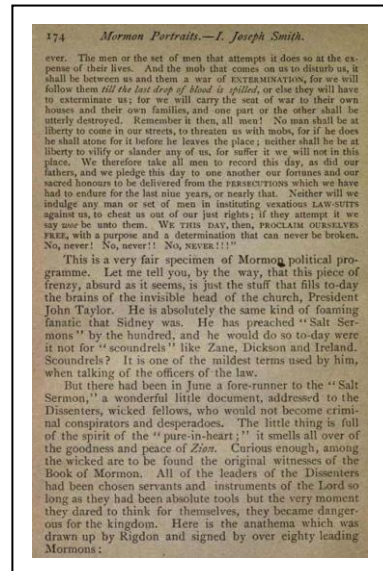 174 Mormon Portraits.—I. Joseph Smith.
ever. The men or the set of men that attempts it does so at the ex-
pense of their lives. And the mob that comes on us to disturb us, it
shall be between us and them a war of EXTERMINATION, for we will
follow them till the last drop of blood is spilled, or else they will have
to exterminate us; for we will carry the seat of war to their own
houses and their own families, and one part or the other shall be
utterly destroyed. Remember it then, all men! No man shall be at
liberty to come in our streets, to threaten us with mobs, for if he does
he shall atone for it before he leaves the place; neither shall he be at
liberty to vilify or slander any of us, for suffer it we will not in this
place. We therefore take all men to record this day, as did our
fathers, and we pledge this day to one another our fortunes and our
sacred honours to be delivered from the PERSECUTIONS which we have
had to endure for the last nine years, or nearly that. Neither will we
indulge any man or set of men in instituting vexatious LAW-SUITS
against us, to cheat us out of our just rights; if they attempt it we
say woe be unto them. WE THIS DAY, then, PROCLAIM OURSELVES
FREE, with a purpose and a determination that can never be broken.
No, never! No, never!! No, NEVER!!!"
This is a very fair specimen of Mormon political pro-
gramme. Let me tell you, by the way, that this piece of
frenzy, absurd as it seems, is just the stuff that fills to-day
the brains of the invisible head of the church, President
John Taylor. He is absolutely the same kind of foaming
fanatic that Sidney was. He has preached "Salt Ser-
mons" by the hundred, and he would do so to-day were
it not for "scoundrels" like Zane, Dickson and Ireland.
Scoundrels? It is one of the mildest terms used by him,
when talking of the officers of the law.
But there had been in June a fore-runner to the "Salt
Sermon," a wonderful little document, addressed to the
Dissenters, wicked fellows, who would not become crimi-
nal conspirators and desperadoes. The little thing is full
of the spirit of the "pure-in-heart;" it smells all over of
the goodness and peace of Zion. Curious enough, among
the wicked are to be found the original witnesses of the
Book of Mormon. All of the leaders of the Dissenters
had been chosen servants and instruments of the Lord so
long as they had been absolute tools but the very moment
they dared to think for themselves, they became danger-
ous for the kingdom. Here is the anathema which was
drawn up by Rigdon and signed by over eighty leading
Mormons: